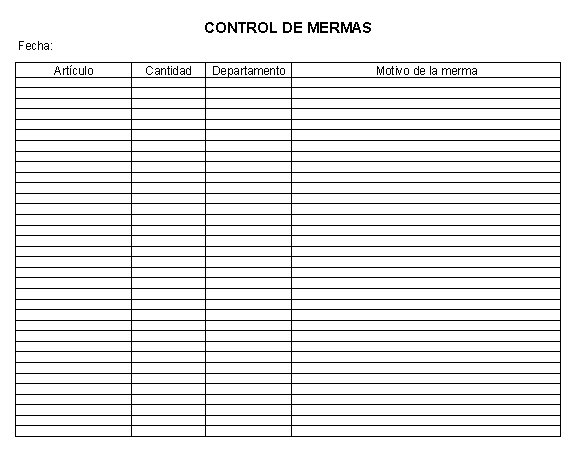 CONTROL DE MERMAS
Fecha:
Artículo Cantidad Departamento Motivo de la merma